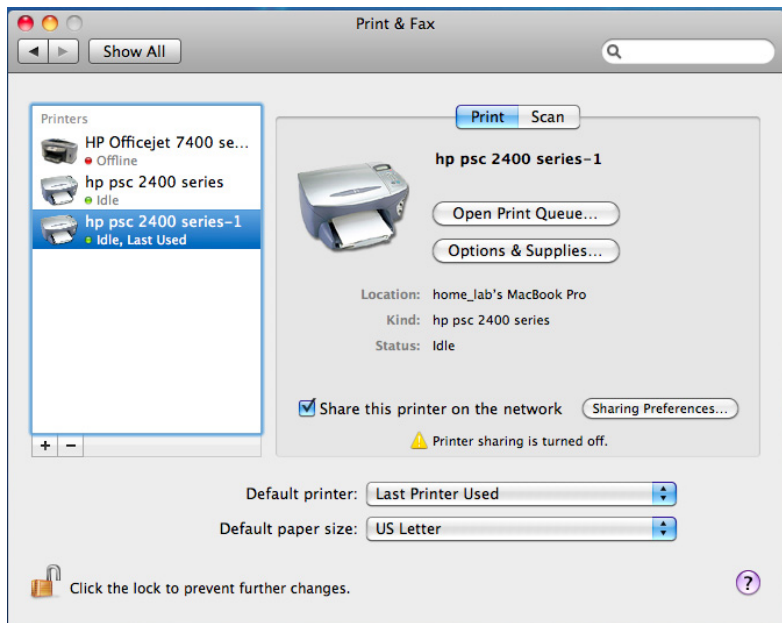 Print & Fax
Show All
Printers
HP Officejet 7400 se...
Offline
hp psc 2400 series
Idle
hp psc 2400 series-1
Idle, Last Used
+ −
Print Scan
hp psc 2400 series-1
Open Print Queue...
Options & Supplies...
Location: home_lab's MacBook Pro
Kind: hp psc 2400 series
Status: Idle
Share this printer on the network Sharing Preferences...
Printer sharing is turned off.
Default printer: Last Printer Used
Default paper size: US Letter
Click the lock to prevent further changes. ?